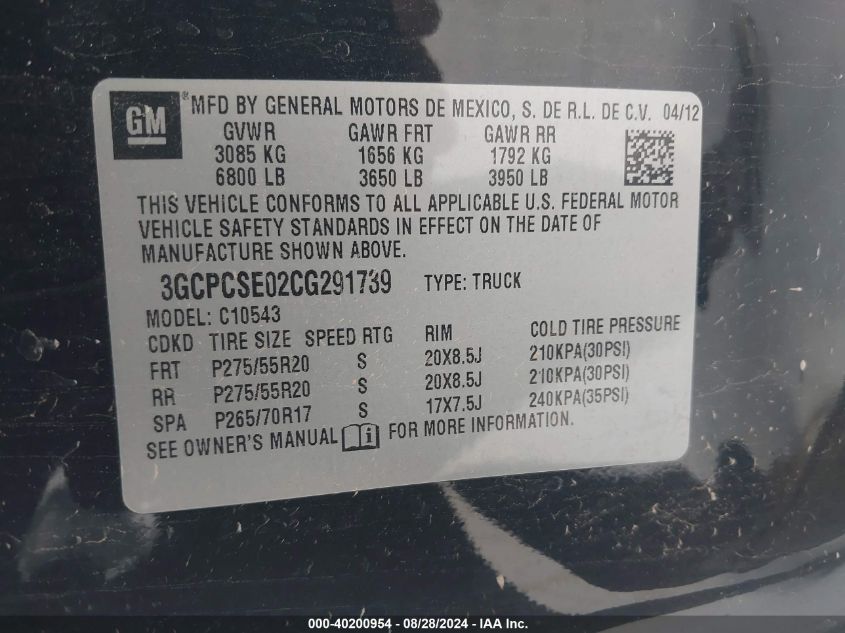 GM ® MFD BY GENERAL MOTORS DE MEXICO, S. DE R.L. DE C.V. 04/12
GVWR GAWR FRT GAWR RR
3085 KG 1656 KG 1792 KG
6800 LB 3650 LB 3950 LB
THIS VEHICLE CONFORMS TO ALL APPLICABLE U.S. FEDERAL MOTOR
VEHICLE SAFETY STANDARDS IN EFFECT ON THE DATE OF
MANUFACTURE SHOWN ABOVE.
3GCPCSE02CG291739 TYPE: TRUCK
MODEL: C10543
CDKD TIRE SIZE SPEED RTG RIM COLD TIRE PRESSURE
FRT P275/55R20 S 20X8.5J 210KPA(30PSI)
RR P275/55R20 S 20X8.5J 210KPA(30PSI)
SPA P265/70R17 S 17X7.5J 240KPA(35PSI)
SEE OWNER'S MANUAL i FOR MORE INFORMATION.
000-40200954 - 08/28/2024 - IAA Inc.